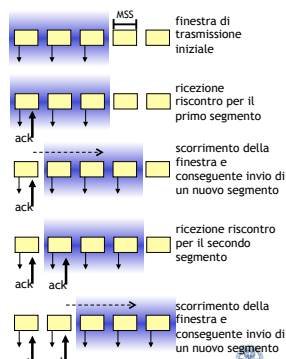 MSS
finestra di
trasmissione
iniziale
ricezione
riscontro per il
primo segmento
ack
scorrimento della
finestra e
conseguente invio di
un nuovo segmento
ack
ricezione riscontro
per il secondo
segmento
ack ack
scorrimento della
finestra e
conseguente invio di
un nuovo segmento